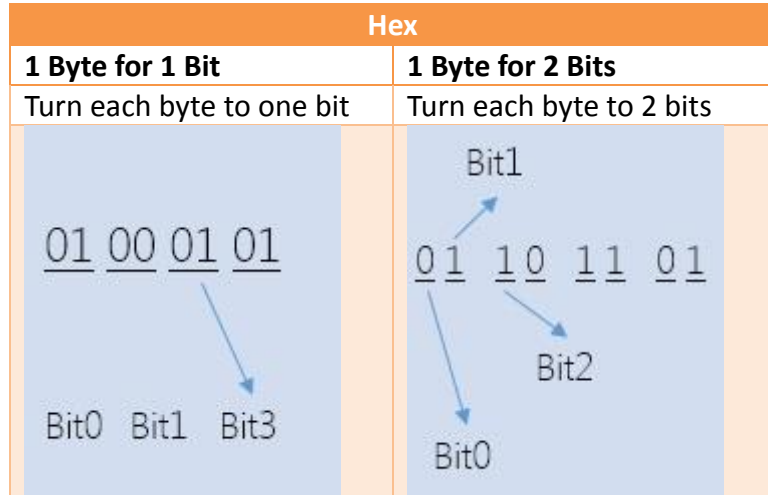 Hex
1 Byte for 1 Bit
1 Byte for 2 Bits
Turn each byte to one bit
Turn each byte to 2 bits
01 00 01 01
Bit0 Bit1 Bit3
Bit1
0 1 1 0 1 1 0 1
Bit2
Bit0